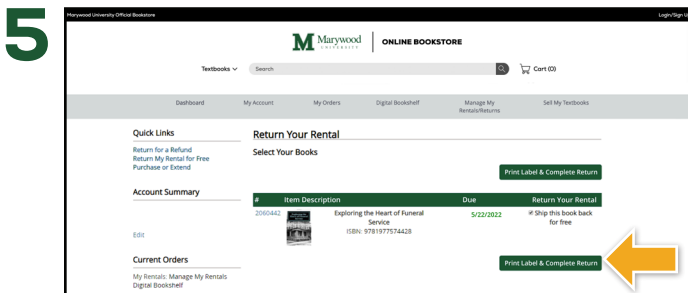 5
Marywood University Official Bookstore
Login/Sign U
M Marywood UNIVERSITY ONLINE BOOKSTORE
Textbooks Search Cart (0)
Dashboard My Account My Orders Digital Bookshelf Manage My Rentals/Returns Sell My Textbooks
Quick Links
Return for a Refund
Return My Rental for Free
Purchase or Extend
Account Summary
Edit
Current Orders
My Rentals: Manage My Rentals
Digital Bookshelf
Return Your Rental
Select Your Books
Print Label & Complete Return
# Item Description Due Return Your Rental
2060442 Exploring the Heart of Funeral 5/22/2022 Ship this book back
Service for free
ISBN: 9781977574428
Print Label & Complete Return